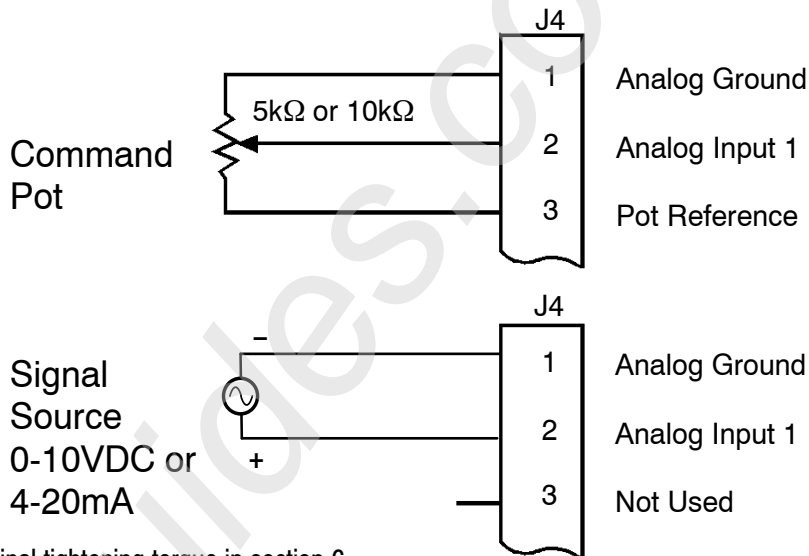 J4
1 Analog Ground
5kΩ or 10kΩ
Command
Pot
2 Analog Input 1
3 Pot Reference
J4
–
1 Analog Ground
Signal
Source
0-10VDC or
4-20mA
+
2 Analog Input 1
3 Not Used
tightening torque in section 6